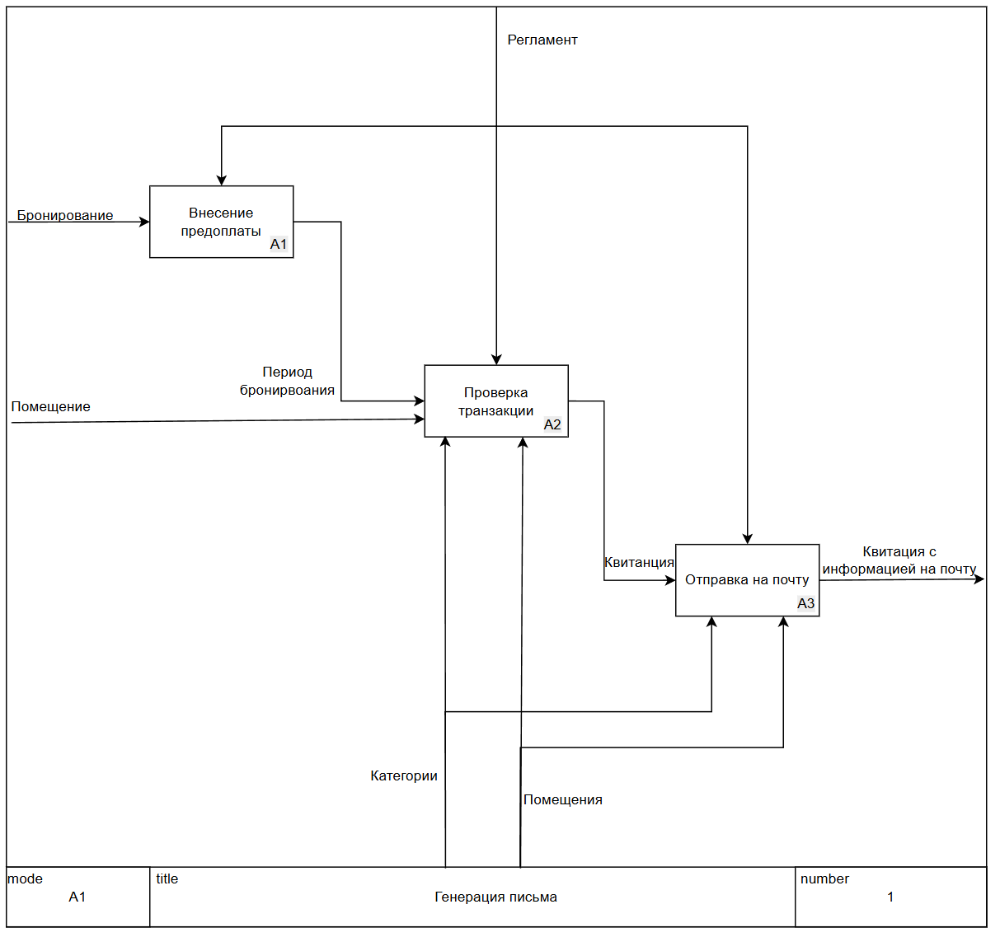 Регламент
Бронирование
Внесение
предоплаты
A1
Период
бронирвоания
Помещение
Проверка
транзакции
A2
Квитанция
Отправка на почту
A3
Квитация с
информацией на почту
Категории
Помещения
mode
A1
title
Генерация письма
number
1